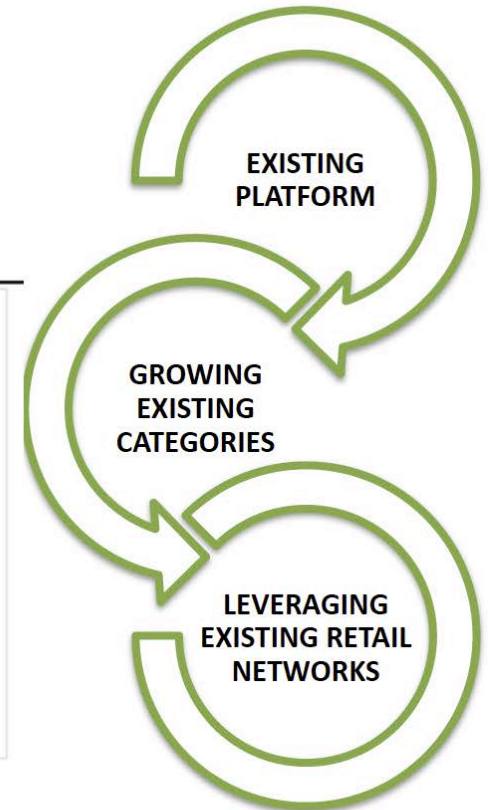 EXISTING
PLATFORM
GROWING
EXISTING
CATEGORIES
LEVERAGING
EXISTING RETAIL
NETWORKS